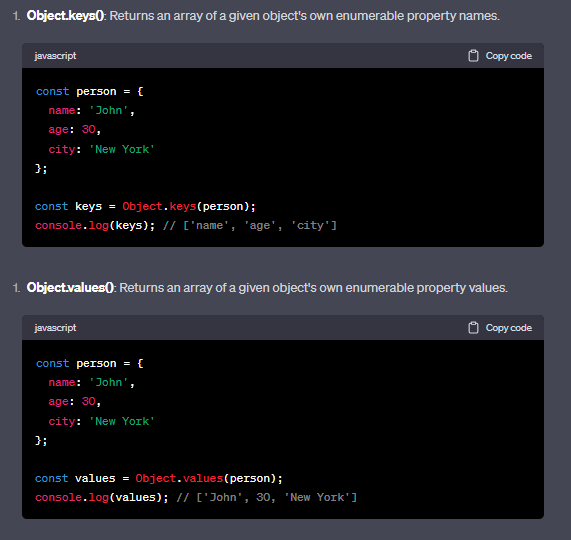 1. Object.keys(): Returns an array of a given object's own enumerable property names.
javascript Copy code
const person = {
  name: 'John',
  age: 30,
  city: 'New York'
};
const keys = Object.keys(person);
console.log(keys); // ['name', 'age', 'city']
1. Object.values(): Returns an array of a given object's own enumerable property values.
javascript Copy code
const person = {
  name: 'John',
  age: 30,
  city: 'New York'
};
const values = Object.values(person);
console.log(values); // ['John', 30, 'New York']